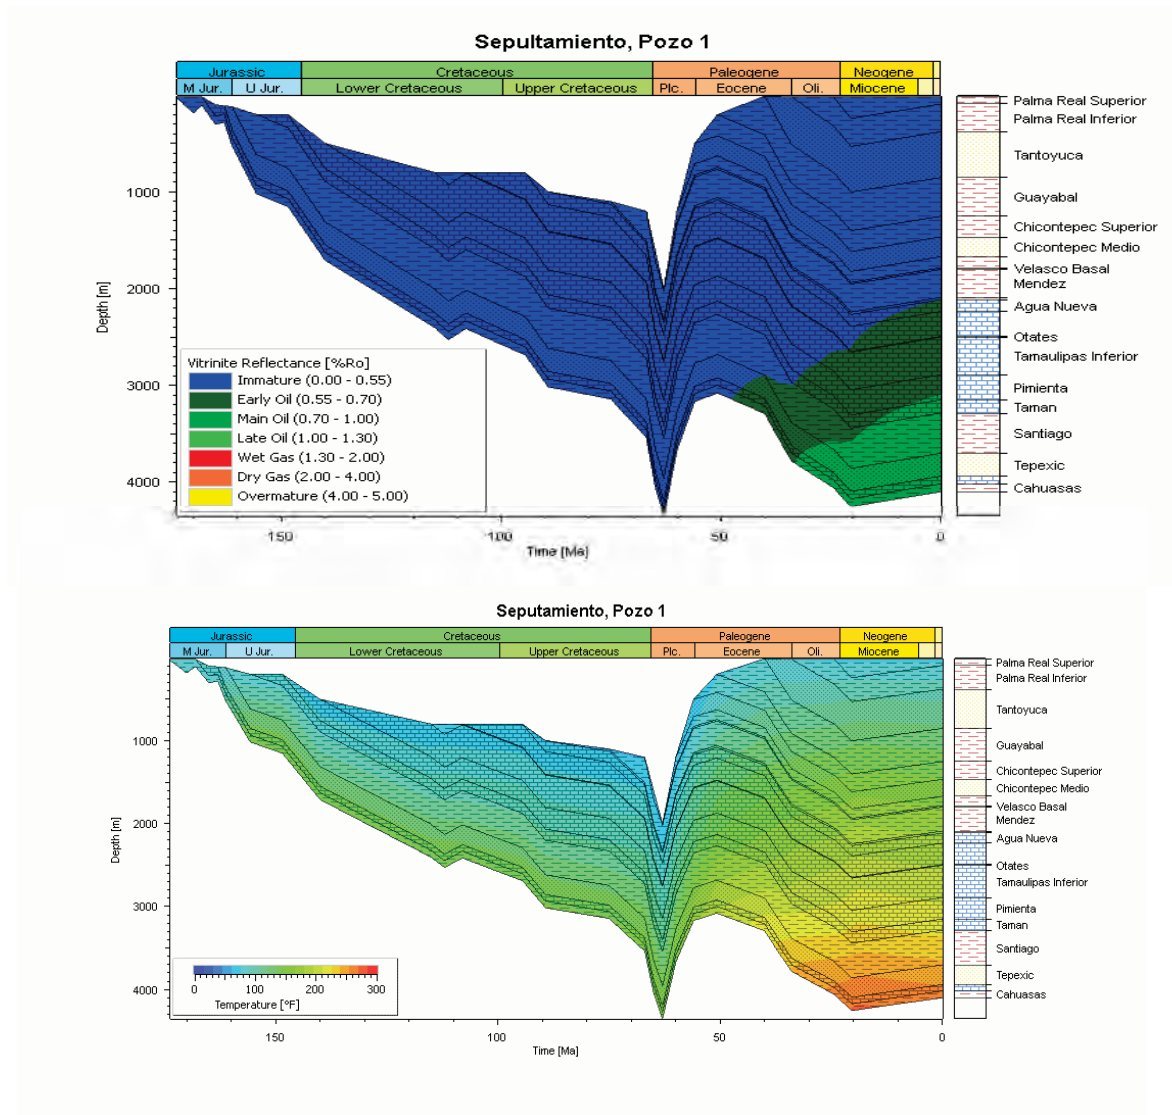 Sepultamiento, Pozo 1
Jurassic Cretaceous Paleogene Neogene
M Jur. U Jur. Lower Cretaceous Upper Cretaceous Plc. Eocene Oli. Miocene
Palma Real Superior
Palma Real Inferior
Tantoyuca
Guayabal
Chicontepec Superior
Chicontepec Medio
Velasco Basal
Mendez
Agua Nueva
Otates
Tamaulipas Inferior
Pimienta
Taman
Santiago
Tepexic
Cahuasas
1000
2000
3000
4000
Depth [m]
Vitrinite Reflectance [%Ro]
Immature (0.00 - 0.55)
Early Oil (0.55 - 0.70)
Main Oil (0.70 - 1.00)
Late Oil (1.00 - 1.30)
Wet Gas (1.30 - 2.00)
Dry Gas (2.00 - 4.00)
Overmature (4.00 - 5.00)
150 100 50 0
Time [Ma]
Seputamiento, Pozo 1
Jurassic Cretaceous Paleogene Neogene
M Jur. U Jur. Lower Cretaceous Upper Cretaceous Plc. Eocene Oli. Miocene
Palma Real Superior
Palma Real Inferior
Tantoyuca
Guayabal
Chicontepec Superior
Chicontepec Medio
Velasco Basal
Mendez
Agua Nueva
Otates
Tamaulipas Inferior
Pimienta
Taman
Santiago
Tepexic
Cahuasas
1000
2000
3000
4000
Depth [m]
0 100 200 300
Temperature [°F]
150 100 50 0
Time [Ma]